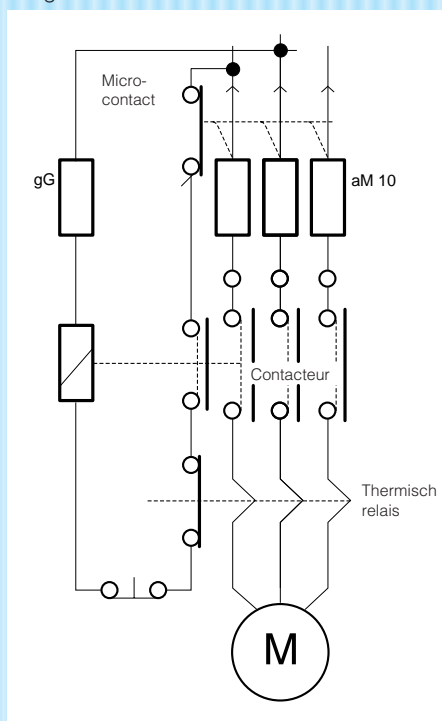 Micro-
contact
gG
aM 10
Contacteur
Thermisch
relais
M